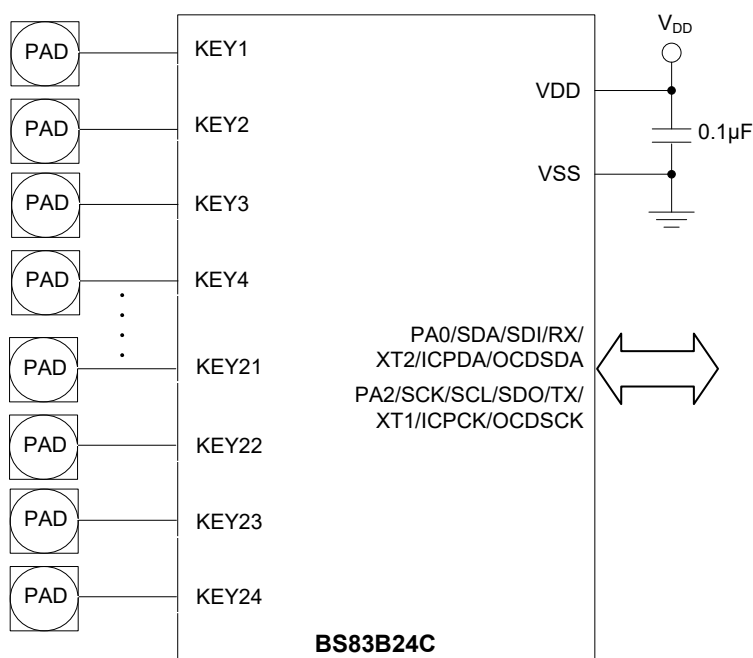 PAD KEY1
PAD KEY2
PAD KEY3
PAD KEY4
PAD KEY21
PAD KEY22
PAD KEY23
PAD KEY24
VDD
VDD
0.1µF
VSS
PA0/SDA/SDI/RX/
XT2/ICPDA/OCDSDA
PA2/SCK/SCL/SDO/TX/
XT1/ICPCK/OCDSCK
BS83B24C